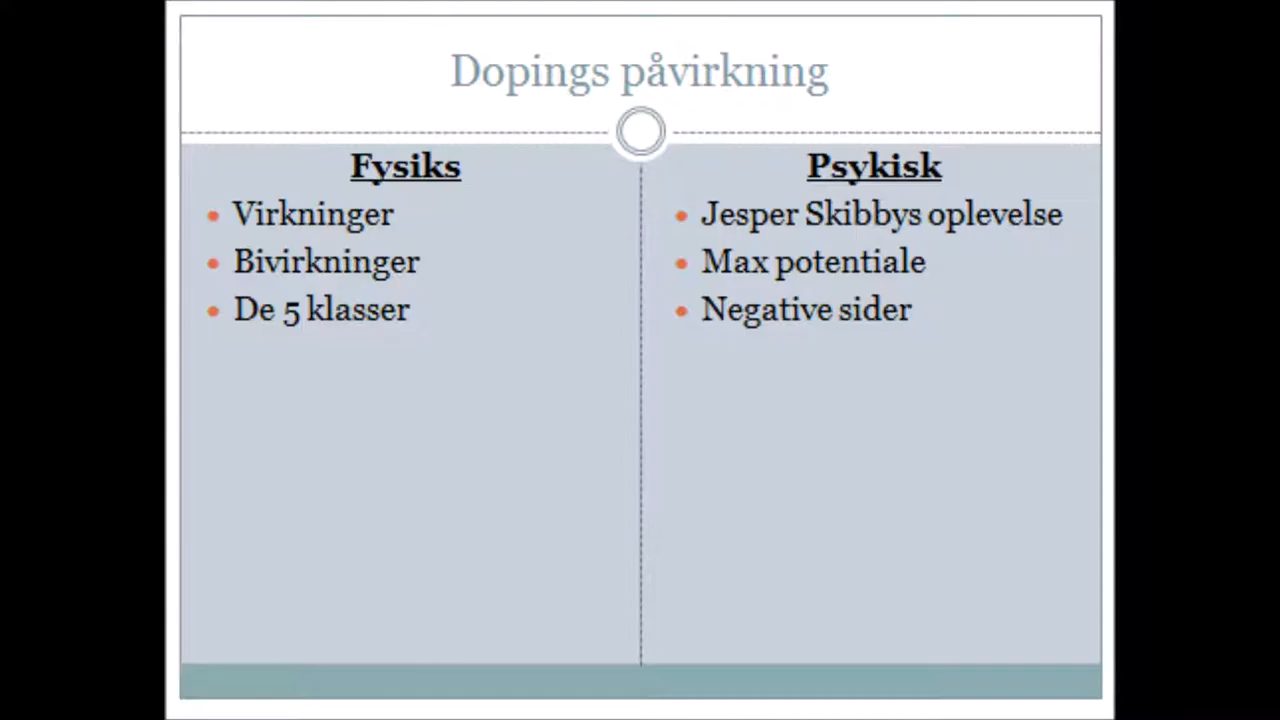 Dopings påvirkning
Fysiks
• Virkninger
• Bivirkninger
• De 5 klasser
Psykisk
• Jesper Skibbys oplevelse
• Max potentiale
• Negative sider